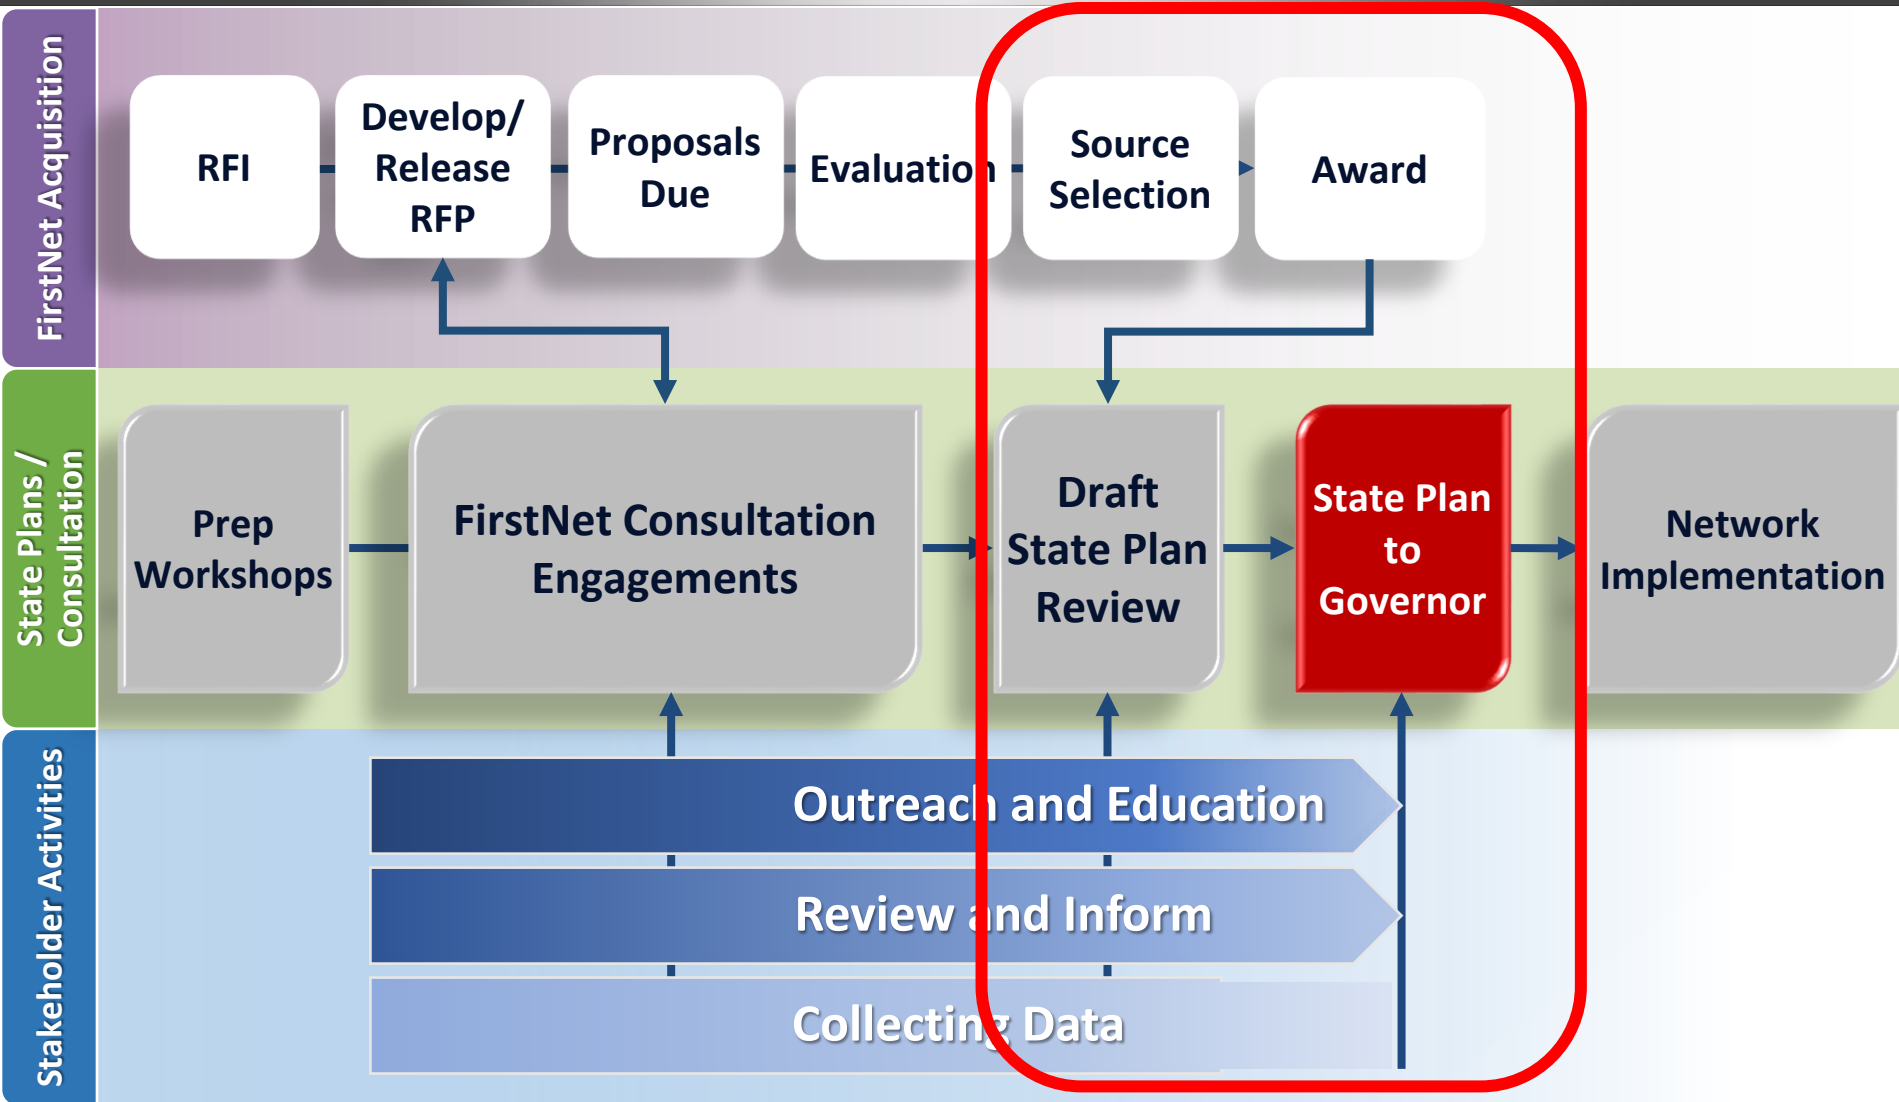 FirstNet Acquisition
RFI
Develop/
Release
RFP
Proposals
Due
Evaluation
Source
Selection
Award
State Plans /
Consultation
Prep
Workshops
FirstNet Consultation
Engagements
Draft
State Plan
Review
State Plan
to
Governor
Network
Implementation
Stakeholder Activities
Outreach and Education
Review and Inform
Collecting Data